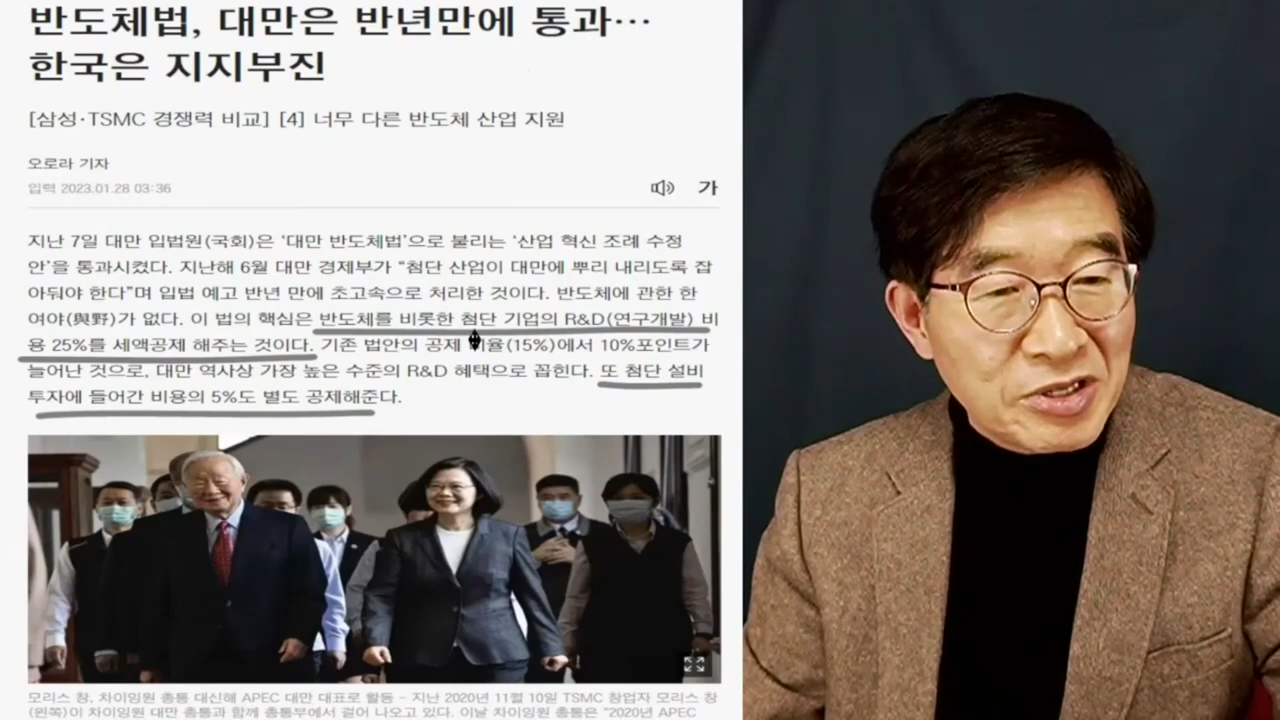 반도체법, 대만은 반년만에 통과…
한국은 지지부진
[삼성·TSMC 경쟁력 비교] [4] 너무 다른 반도체 산업 지원
오로라 기자
입력 2023.01.28 03:36
가
지난 7일 대만 입법원(국회)은 ‘대만 반도체법’으로 불리는 ‘산업 혁신 조례 수정
안’을 통과시켰다. 지난해 6월 대만 경제부가 “첨단 산업이 대만에 뿌리 내리도록 잡
아둬야 한다”며 입법 예고 반년 만에 초고속으로 처리한 것이다. 반도체에 관한 한
여야(與野)가 없다. 이 법의 핵심은 반도체를 비롯한 첨단 기업의 R&D(연구개발) 비
용 25%를 세액공제 해주는 것이다. 기존 법안의 공제 비율(15%)에서 10%포인트가
늘어난 것으로, 대만 역사상 가장 높은 수준의 R&D 혜택으로 꼽힌다. 또 첨단 설비
투자에 들어간 비용의 5%도 별도 공제해준다.
모리스 창, 차이잉원 총통 대신해 APEC 대만 대표로 활동 - 지난 2020년 11월 10일 TSMC 창업자 모리스 창
(왼쪽)이 차이잉원 대만 총통과 함께 총통부에서 걸어 나오고 있다. 이날 차이잉원 총통은 "2020년 APEC